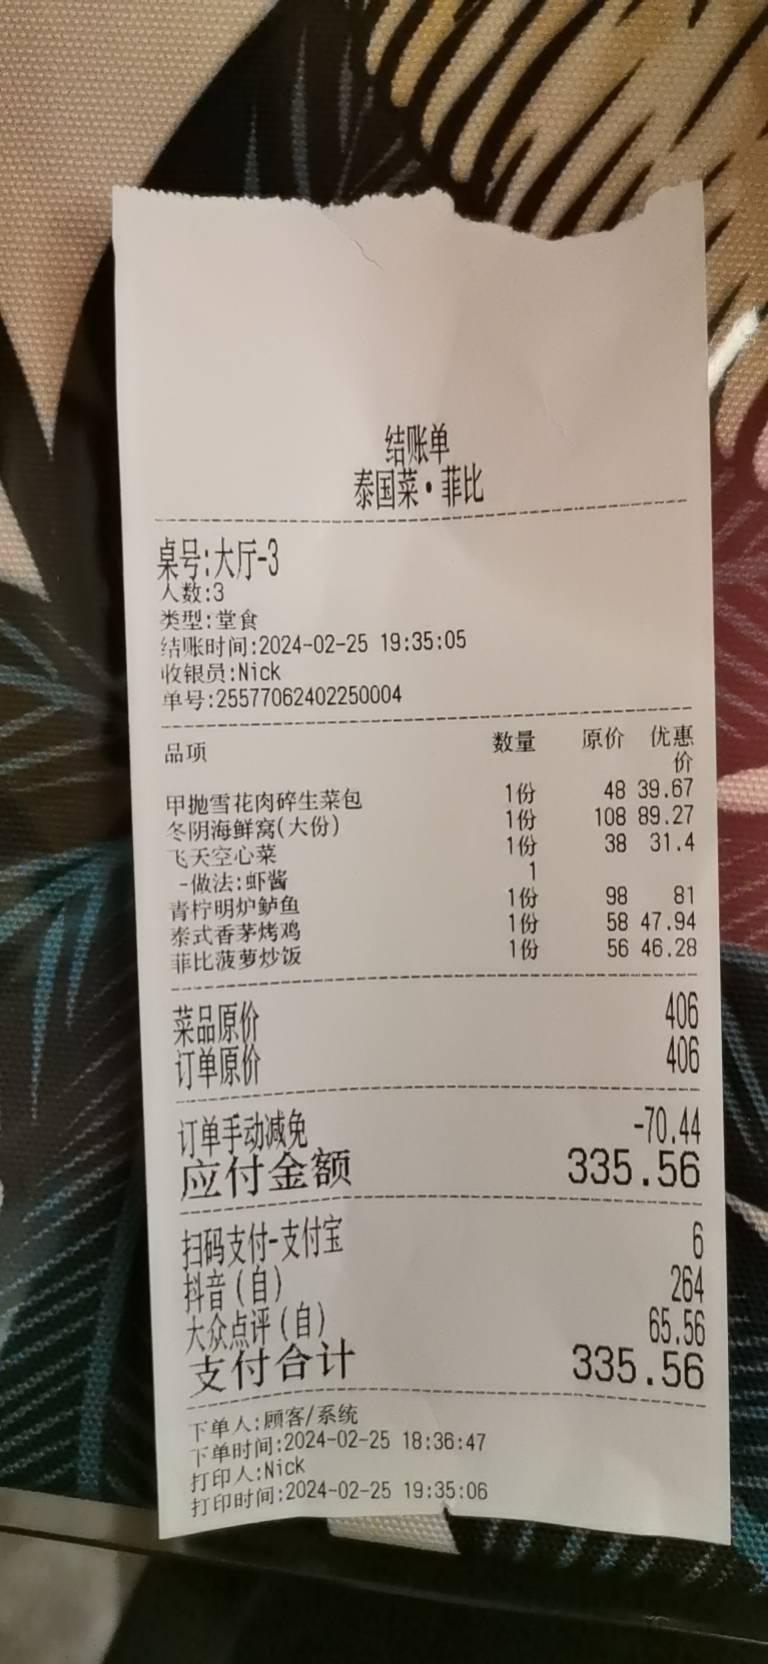 结账单
泰国菜•菲比
桌号:大厅-3
人数:3
类型:堂食
结账时间:2024-02-25 19:35:05
收银员:Nick
单号:25577062402250004
品项 数量 原价 优惠价
甲抛雪花肉碎生菜包 1份 48 39.67
冬阴海鲜窝(大份) 1份 108 89.27
飞天空心菜 1份 38 31.4
-做法:虾酱 1
青柠明炉鲈鱼 1份 98 81
泰式香茅烤鸡 1份 58 47.94
菲比菠萝炒饭 1份 56 46.28
菜品原价 406
订单原价 406
订单手动减免 -70.44
应付金额 335.56
扫码支付-支付宝 6
抖音(自) 264
大众点评(自) 65.56
支付合计 335.56
下单人:顾客/系统
下单时间:2024-02-25 18:36:47
打印人:Nick
打印时间:2024-02-25 19:35:06